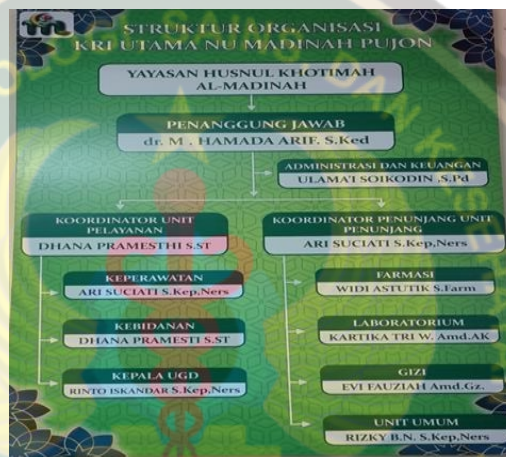 STRUKTUR ORGANISASI
KRI UTAMA NU MADINAH PUJON
YAYASAN HUSNUL KHOTIMAH
AL-MADINAH
PENANGGUNG JAWAB
dr. M . HAMADA ARIF. S.Ked
ADMINISTRASI DAN KEUANGAN
ULAMA'I SOIKODIN ,S.Pd
KOORDINATOR UNIT
PELAYANAN
DHANA PRAMESTHI S.ST
KEPERAWATAN
ARI SUCIATI S.Kep,Ners
KEBIDANAN
DHANA PRAMESTI S.ST
KEPALA UGD
RINTO ISKANDAR S.Kep,Ners
KOORDINATOR PENUNJANG UNIT
PENUNJANG
ARI SUCIATI S.Kep,Ners
FARMASI
WIDI ASTUTIK S.Farm
LABORATORIUM
KARTIKA TRI W. Amd.AK
GIZI
EVI FAUZIAH Amd.Gz.
UNIT UMUM
RIZKY B.N. S.Kep,Ners